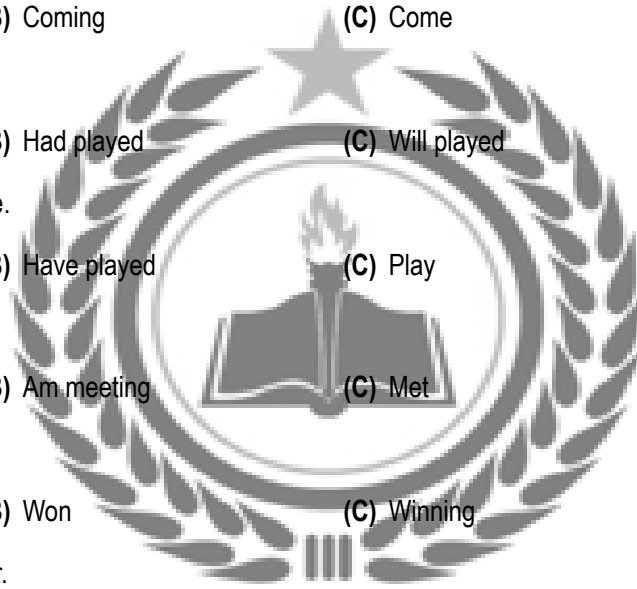 ) Coming (C) Come
) Had played (C) Will played
e.
) Have played (C) Play
) Am meeting (C) Met
) Won (C) Winning
r.